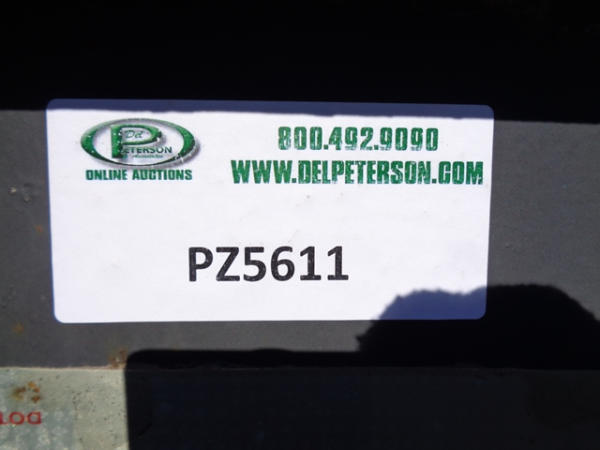 Del
PETERSON
ONLINE AUCTIONS
800.492.9090
WWW.DELPETERSON.COM
PZ5611